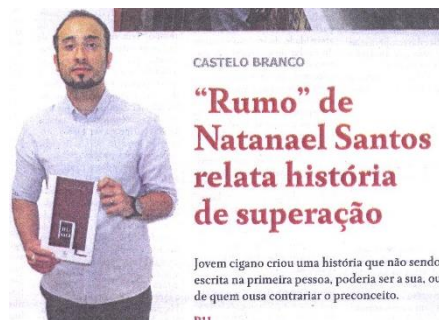 CASTELO BRANCO
“Rumo” de
Natanael Santos
relata história
de superação
Jovem cigano criou uma história que não sendo
escrita na primeira pessoa, poderia ser a sua, ou
de quem ousa contrariar o preconceito.